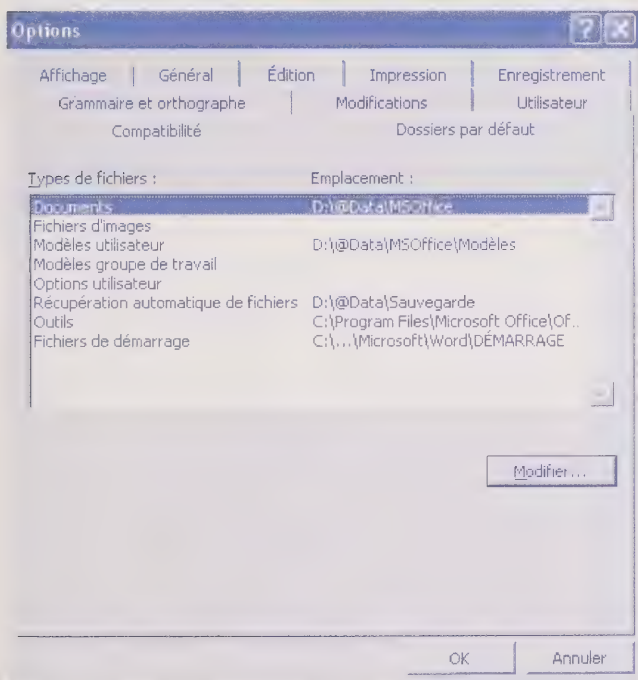 Options
Affichage Général Édition Impression Enregistrement
Grammaire et orthographe Modifications Utilisateur
Compatibilité Dossiers par défaut
Types de fichiers : Emplacement :
Documents D:\@Data\MSOffice
Fichiers d'images
Modèles utilisateur D:\@Data\MSOffice\Modèles
Modèles groupe de travail
Options utilisateur
Récupération automatique de fichiers D:\@Data\Sauvegarde
Outils C:\Program Files\Microsoft Office\Of..
Fichiers de démarrage C:\...\Microsoft\Word\DÉMARRAGE
Modifier...
OK Annuler